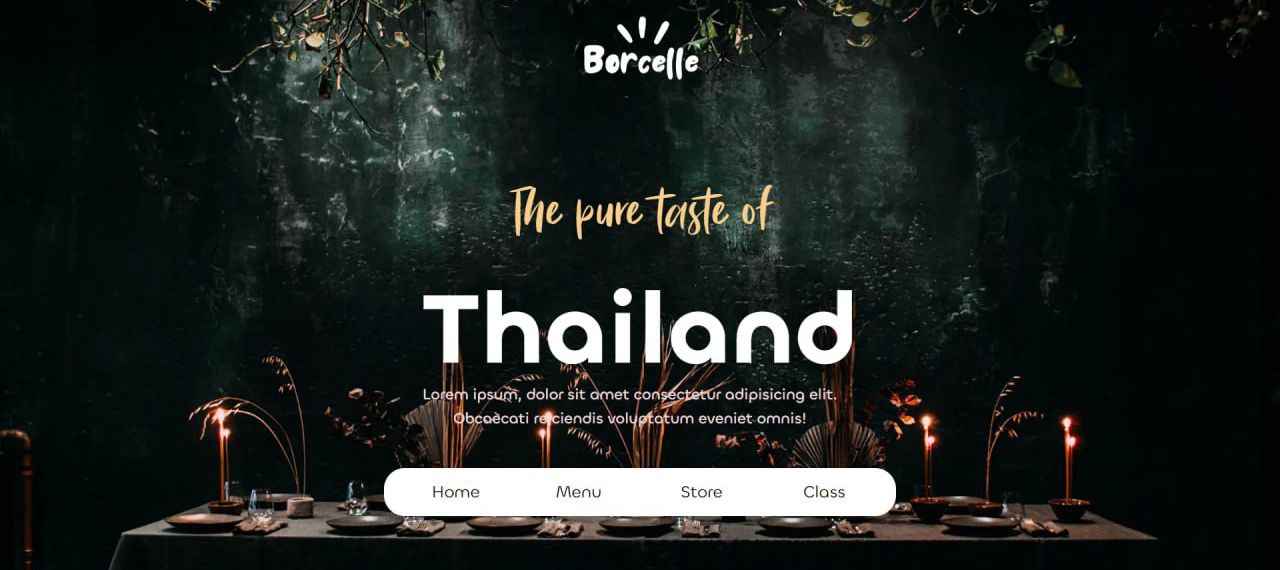 Borcelle
The pure taste of
Thailand
Lorem ipsum, dolor sit amet consectetur adipisicing elit.
Obcaecati reiciendis voluptatum eveniet omnis!
Home Menu Store Class